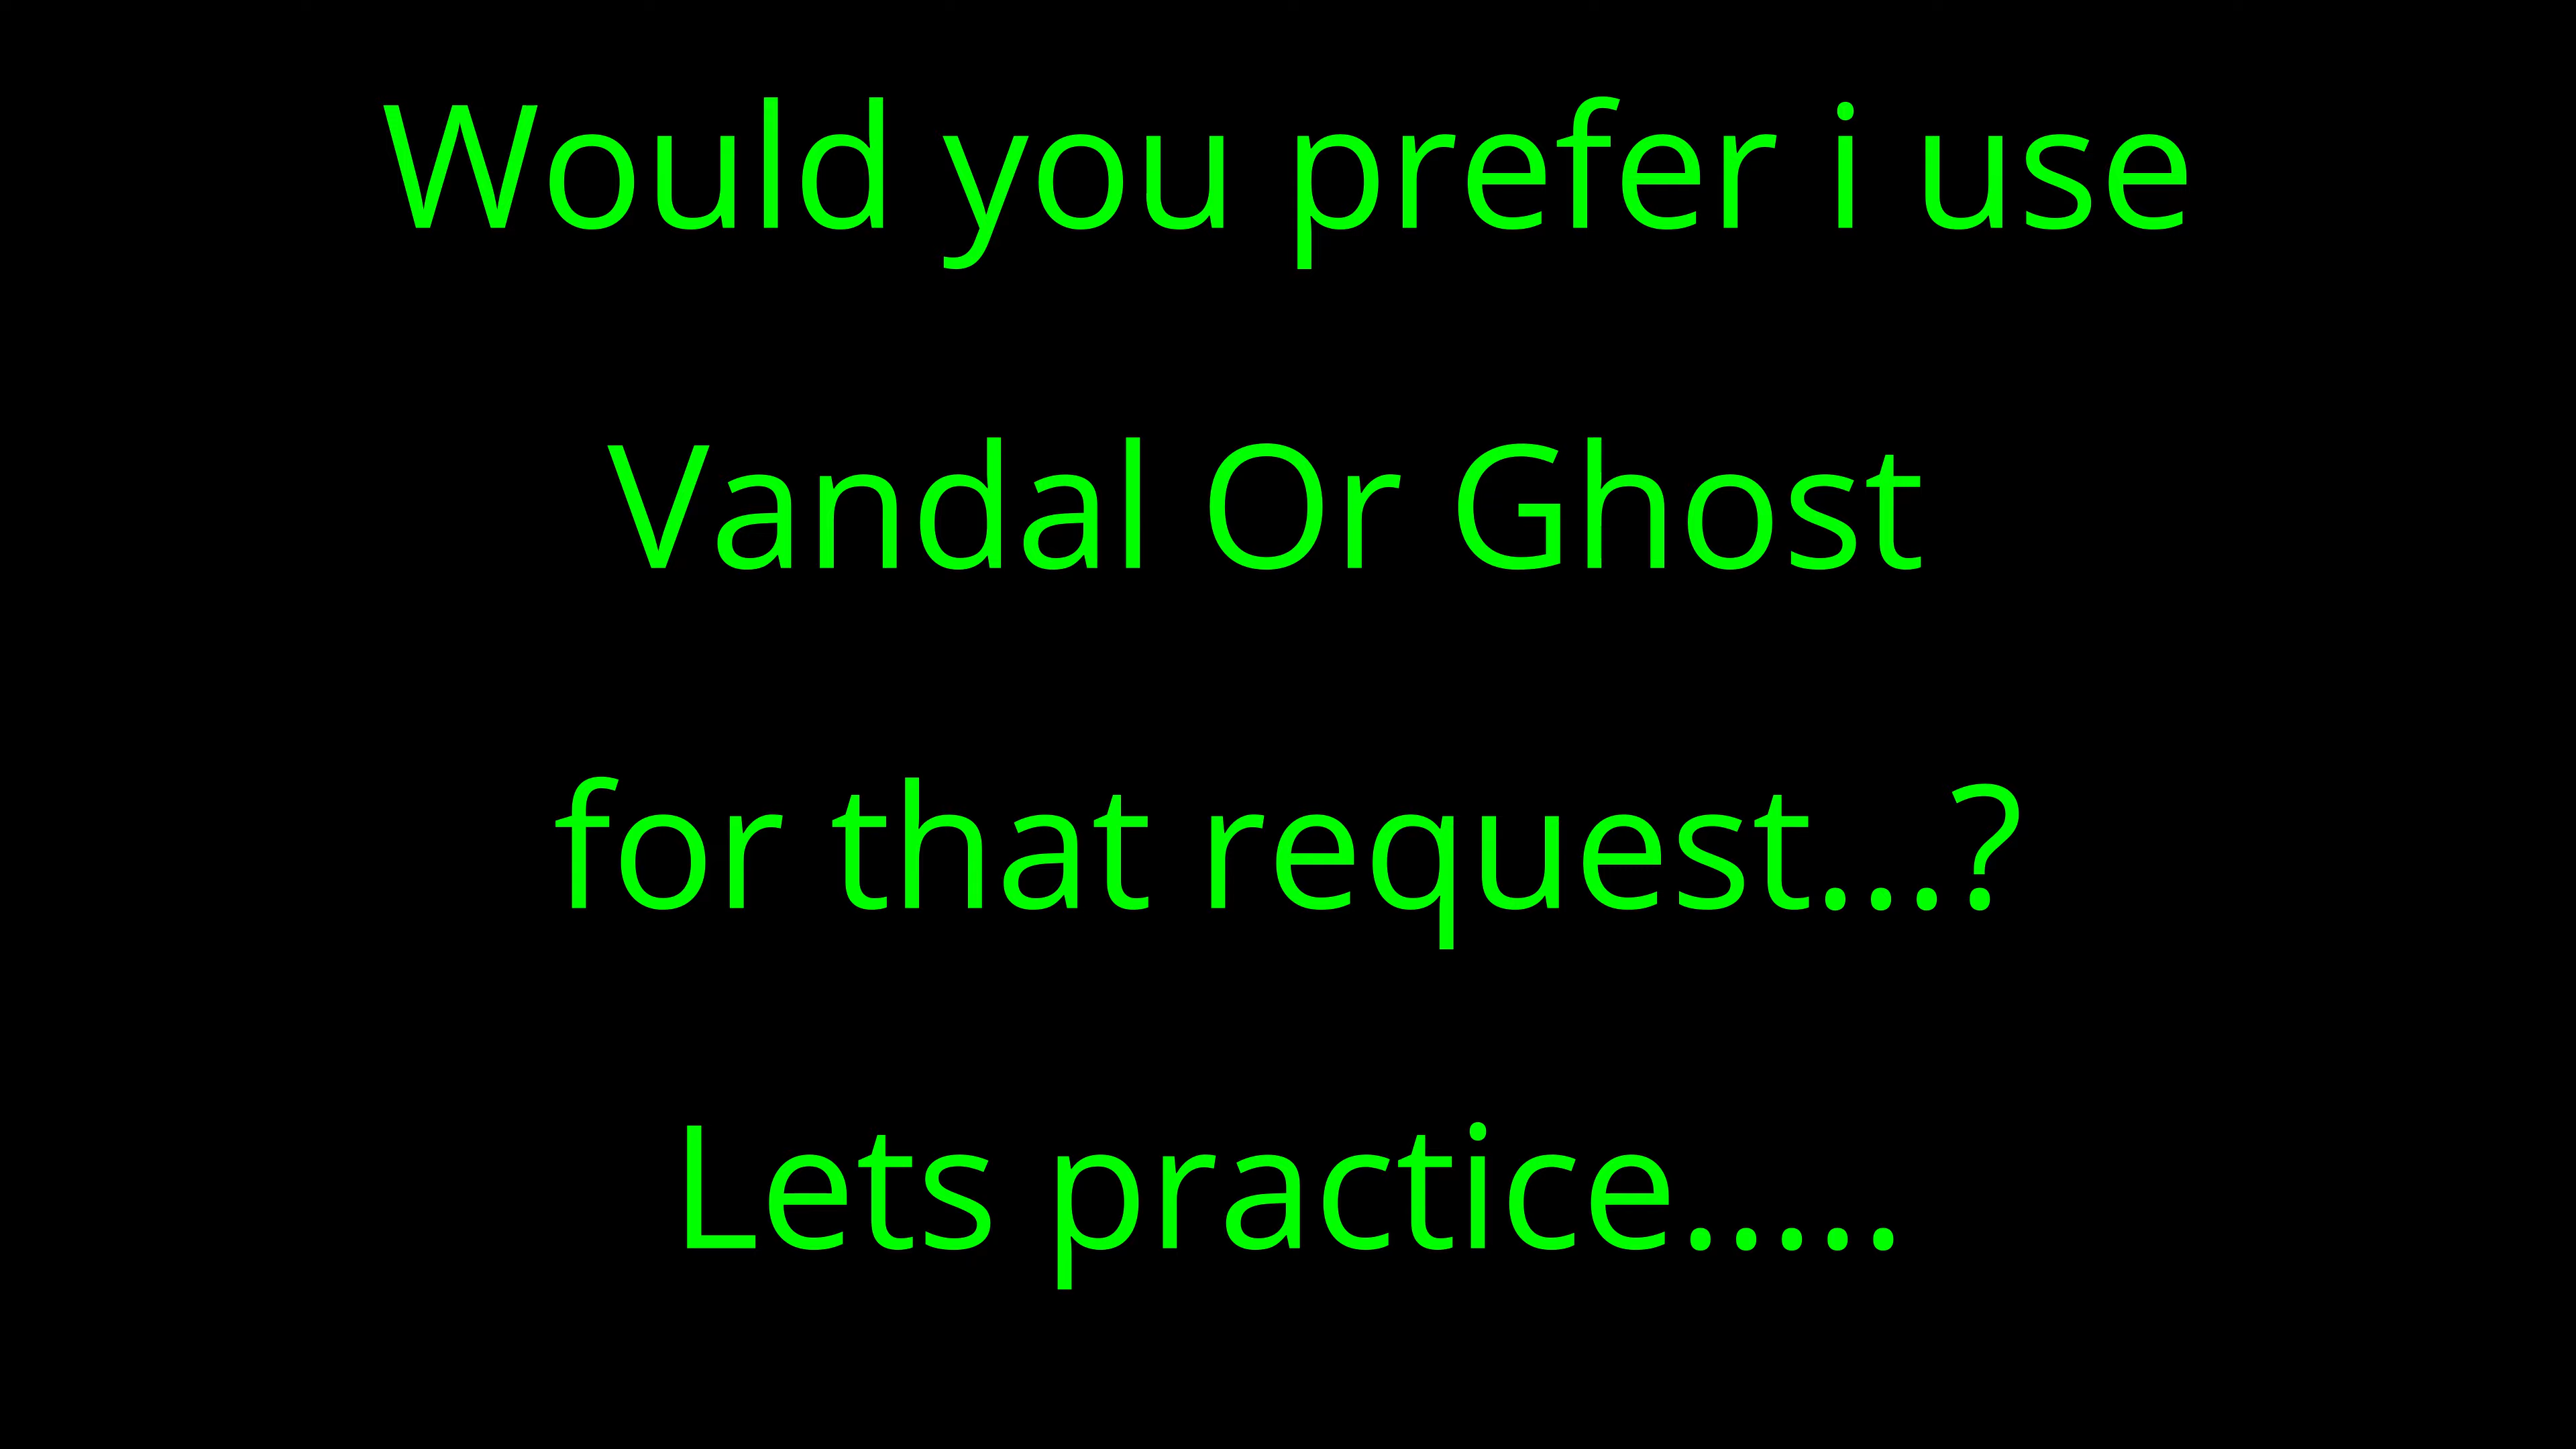 Would you prefer i use
Vandal Or Ghost
for that request...?
Lets practice.....